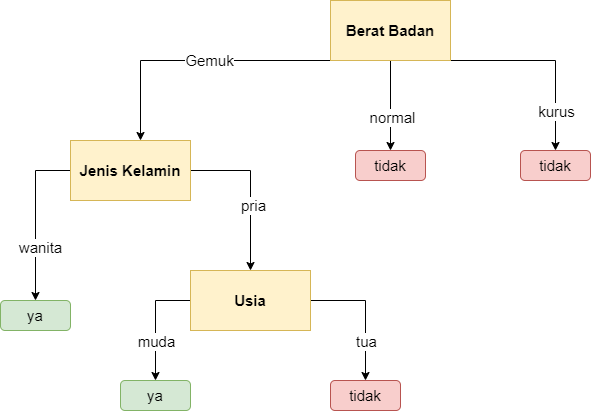 Berat Badan
Gemuk
normal
kurus
tidak
tidak
Jenis Kelamin
wanita
pria
ya
Usia
muda
tua
ya
tidak